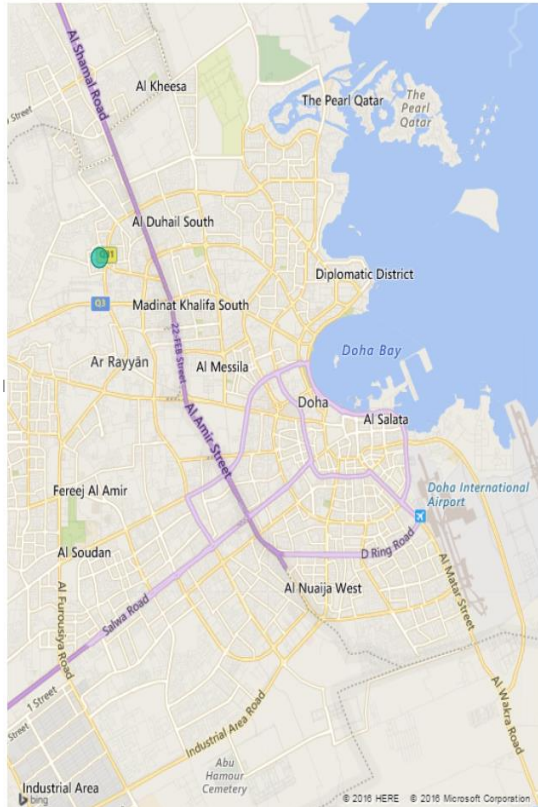 Al Shamal Road
Al Kheesa
The Pearl Qatar
The
Pearl
Qatar
Street
Al Duhail South
Diplomatic District
Q1
Madinat Khalifa South
22-FEB Street
Doha Bay
Ar Rayyān
Al Messila
Doha
Al Salata
Al Amir Street
Fereej Al Amir
Doha International
Airport
Al Soudan
D Ring Road
Al Nuaija West
Al Furousiya Road
Salwa Road
Al Matar Street
1 Street
Street
Al Wakra Road
Industrial Area Road
Abu
Hamour
Cemetery
Industrial Area
bing
© 2016 HERE © 2016 Microsoft Corporation